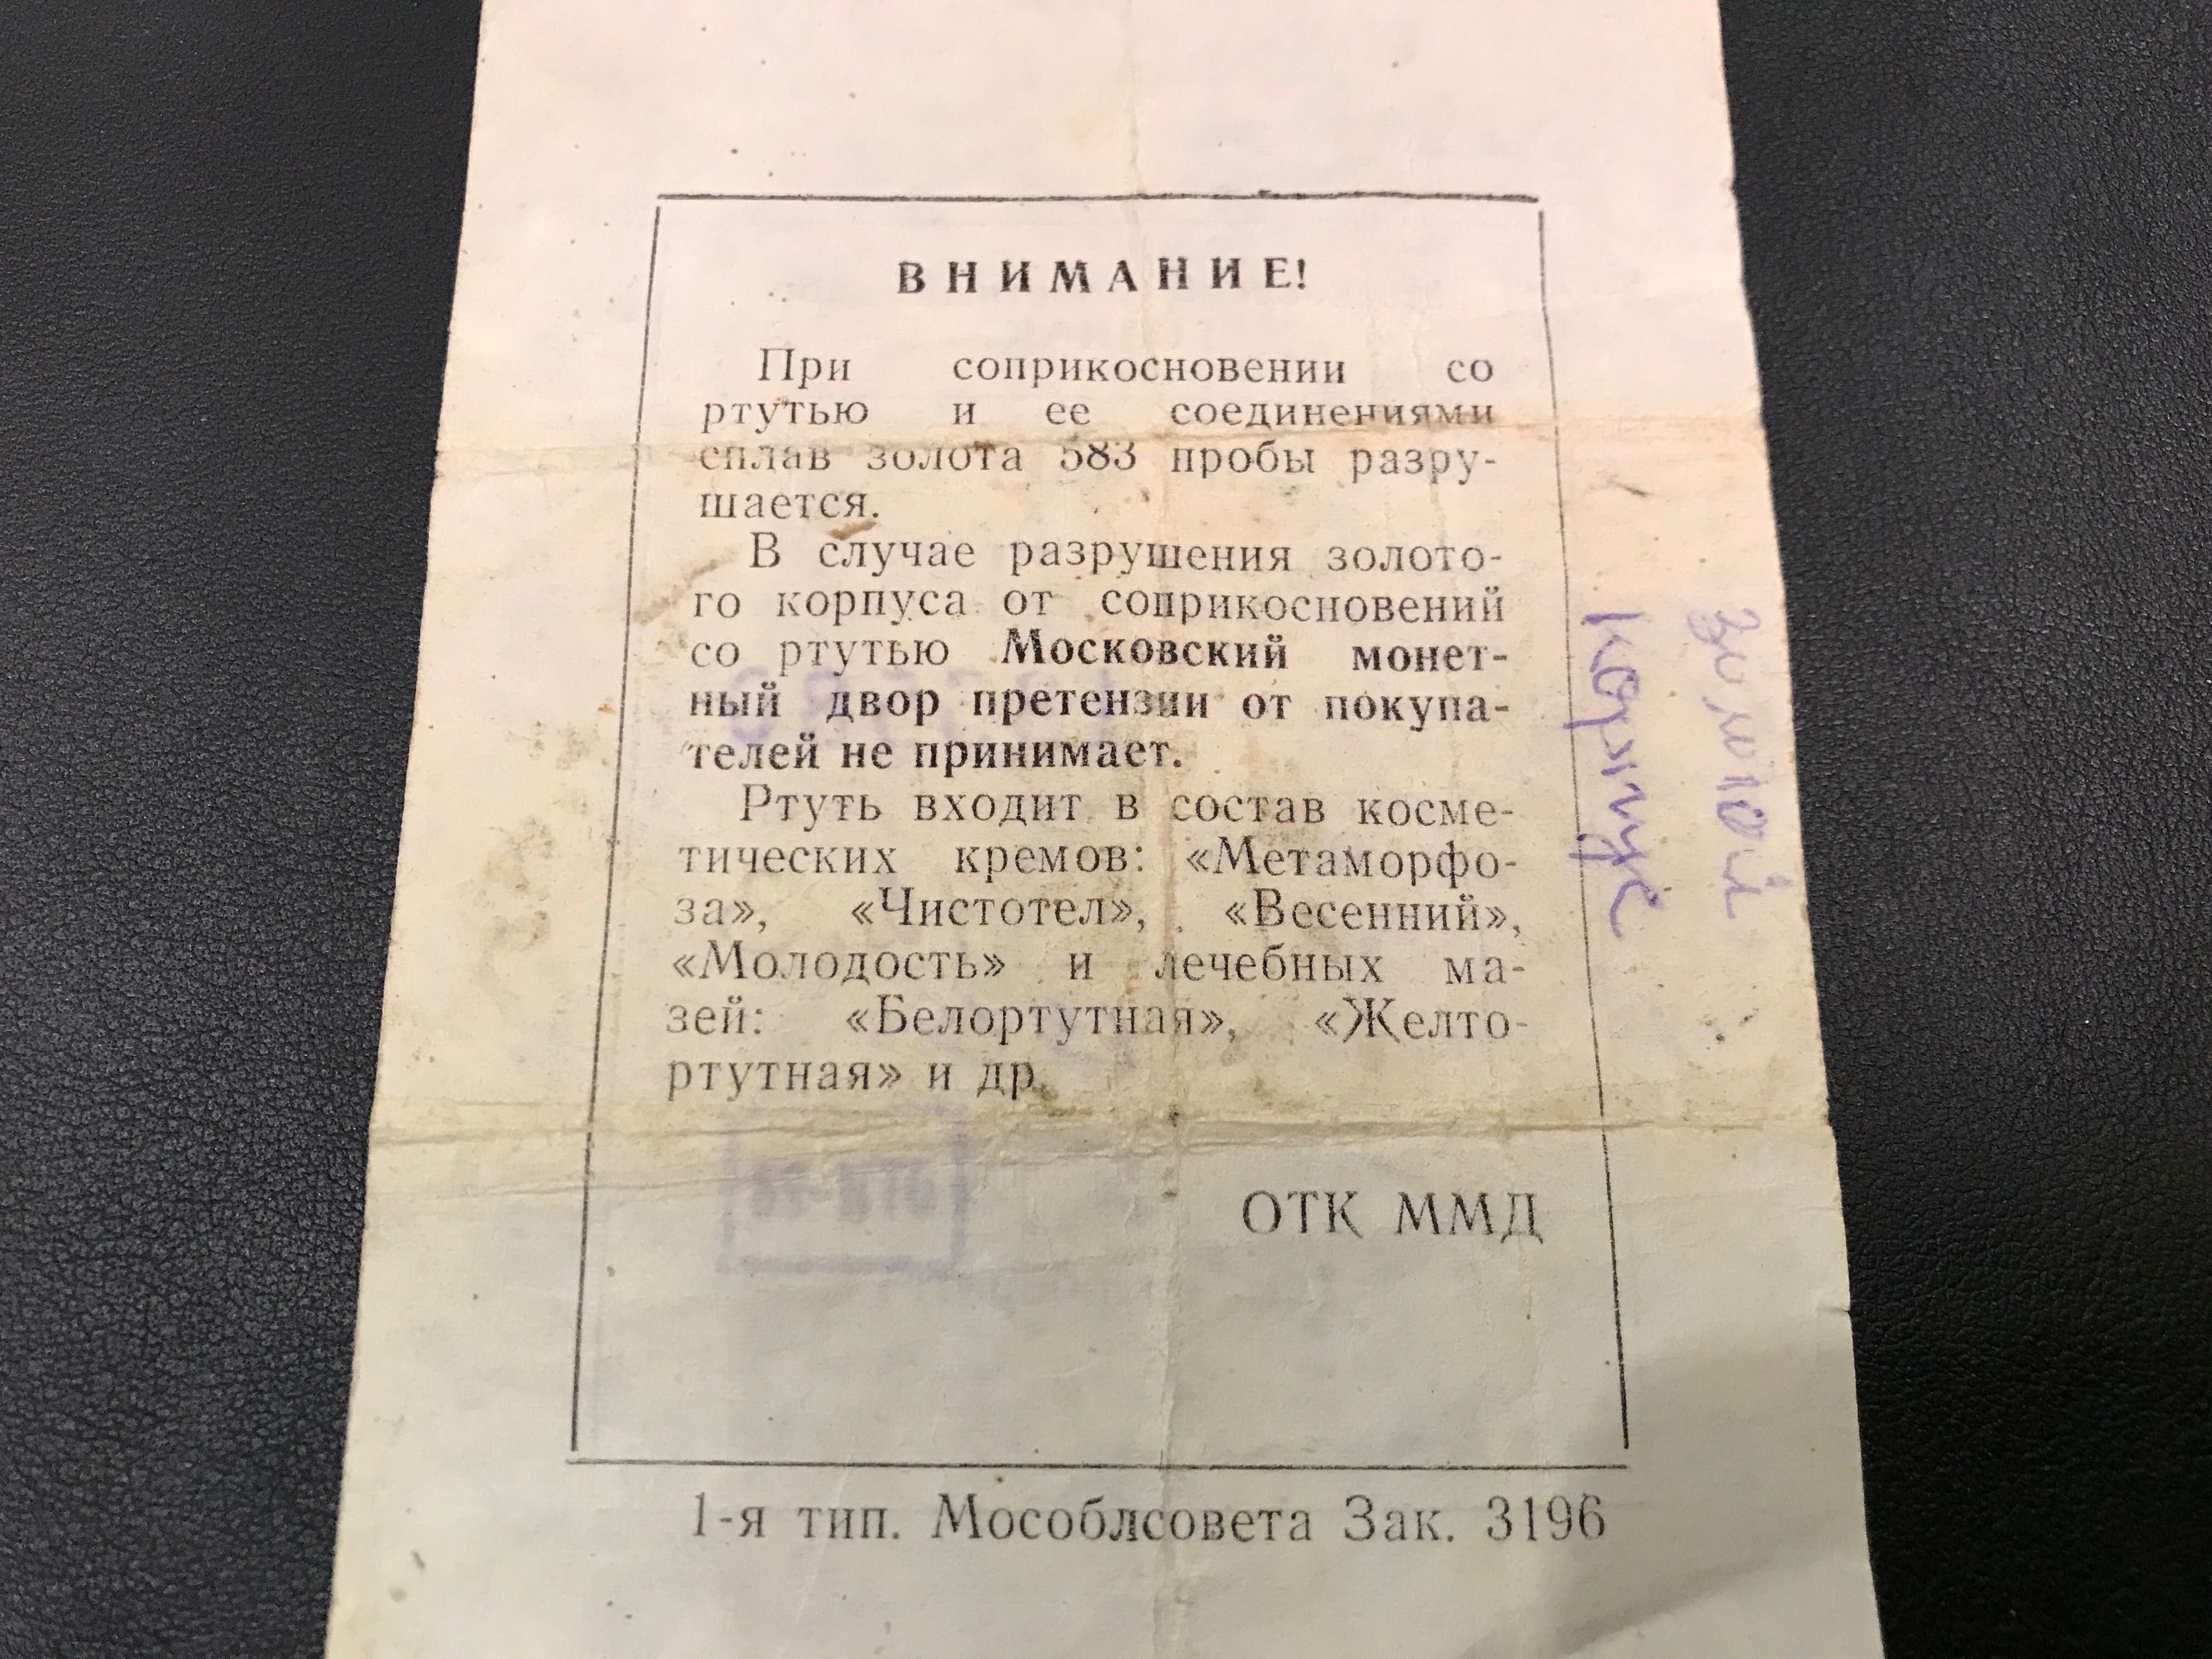 ВНИМАНИЕ!
При соприкосновении со
ртутью и ее соединениями
сплав золота 583 пробы разру-
шается.
В случае разрушения золото-
го корпуса от соприкосновений
со ртутью Московский монет-
ный двор претензии от покупа-
телей не принимает.
Ртуть входит в состав косме-
тических кремов: «Метаморфо-
за», «Чистотел», «Весенний»,
«Молодость» и лечебных ма-
зей: «Белортутная», «Желто-
ртутная» и др.
ОТК ММД
1-я тип. Мособлсовета Зак. 3196
золотой
корпус